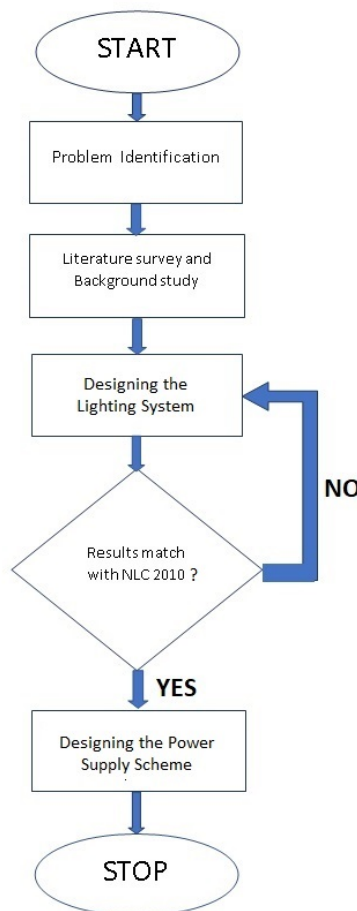 START
Problem Identification
Literature survey and
Background study
Designing the
Lighting System
NO
Results match
with NLC 2010 ?
YES
Designing the Power
Supply Scheme
STOP